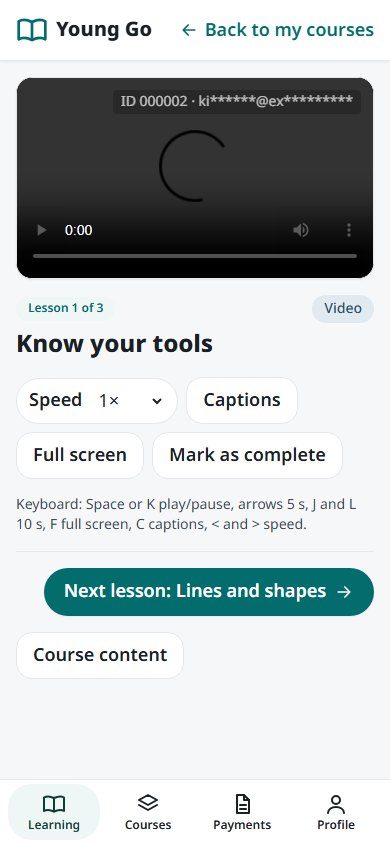 Young Go
← Back to my courses
ID 000002 · ki******@ex*********
0:00
Lesson 1 of 3
Video
Know your tools
Speed 1×
Captions
Full screen
Mark as complete
Keyboard: Space or K play/pause, arrows 5 s, J and L
10 s, F full screen, C captions, < and > speed.
Next lesson: Lines and shapes →
Course content
Learning
Courses
Payments
Profile